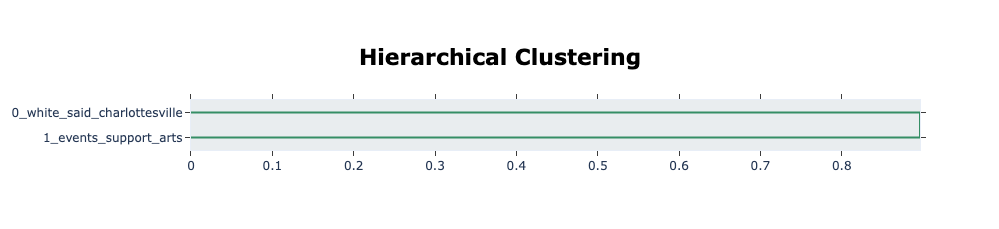 Hierarchical Clustering
0_white_said_charlottesville
1_events_support_arts
0 0.1 0.2 0.3 0.4 0.5 0.6 0.7 0.8